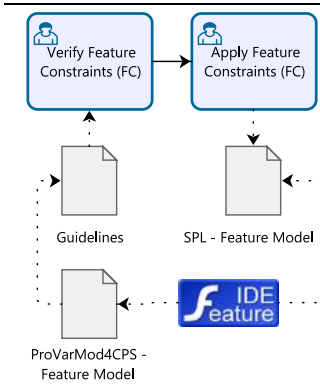 Verify Feature
Constraints (FC)
Apply Feature
Constraints (FC)
Guidelines
SPL - Feature Model
IDE
Feature
ProVarMod4CPS -
Feature Model